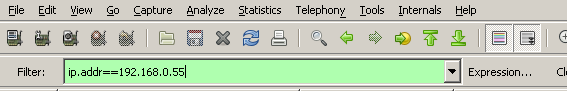 File Edit View Go Capture Analyze Statistics Telephony Tools Internals Help
Filter: ip.addr==192.168.0.55 Expression... Cl